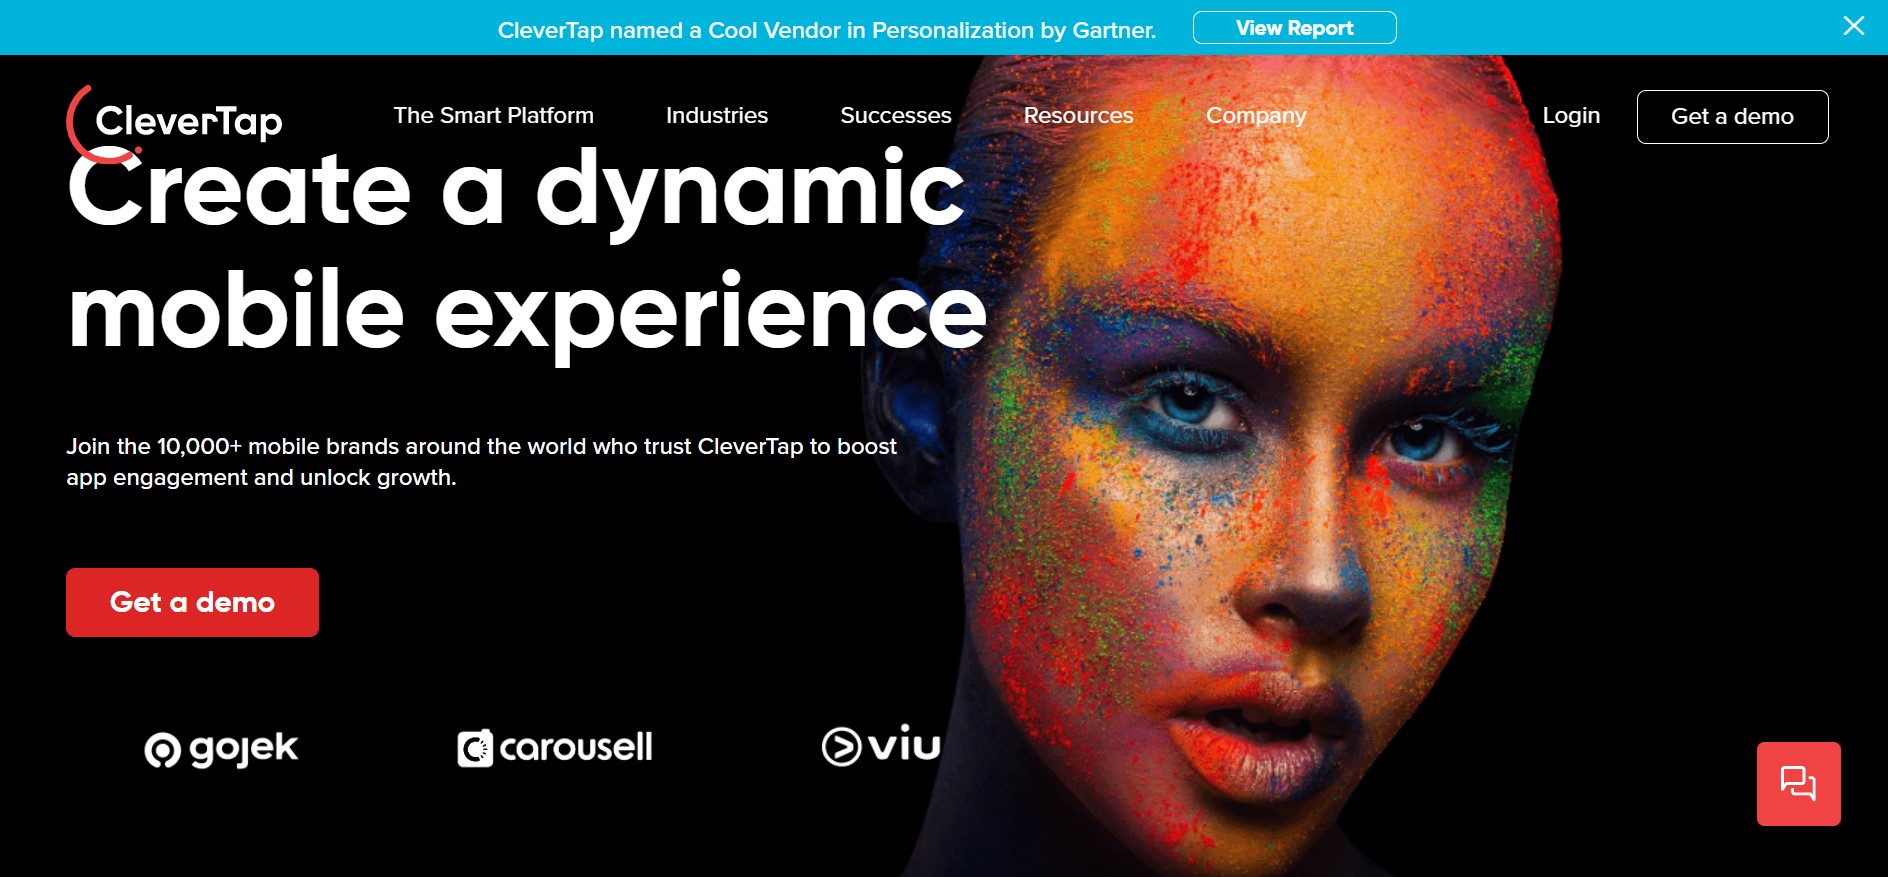 CleverTap named a Cool Vendor in Personalization by Gartner.
View Report
CleverTap
The Smart Platform
Industries
Successes
Resources
Company
Login
Get a demo
Create a dynamic
mobile experience
Join the 10,000+ mobile brands around the world who trust CleverTap to boost
app engagement and unlock growth.
Get a demo
gojek
carousell
viu